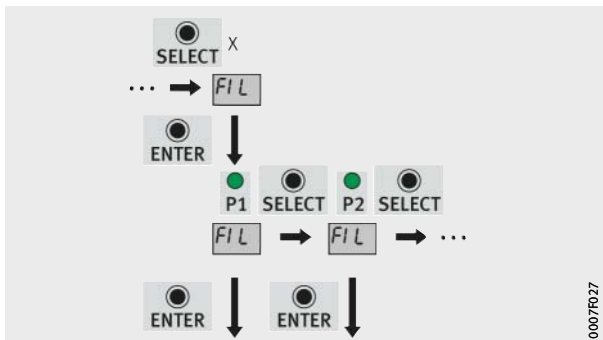 SELECT X
... FIL
ENTER
P1 SELECT P2 SELECT
FIL FIL ...
ENTER ENTER
0007F027